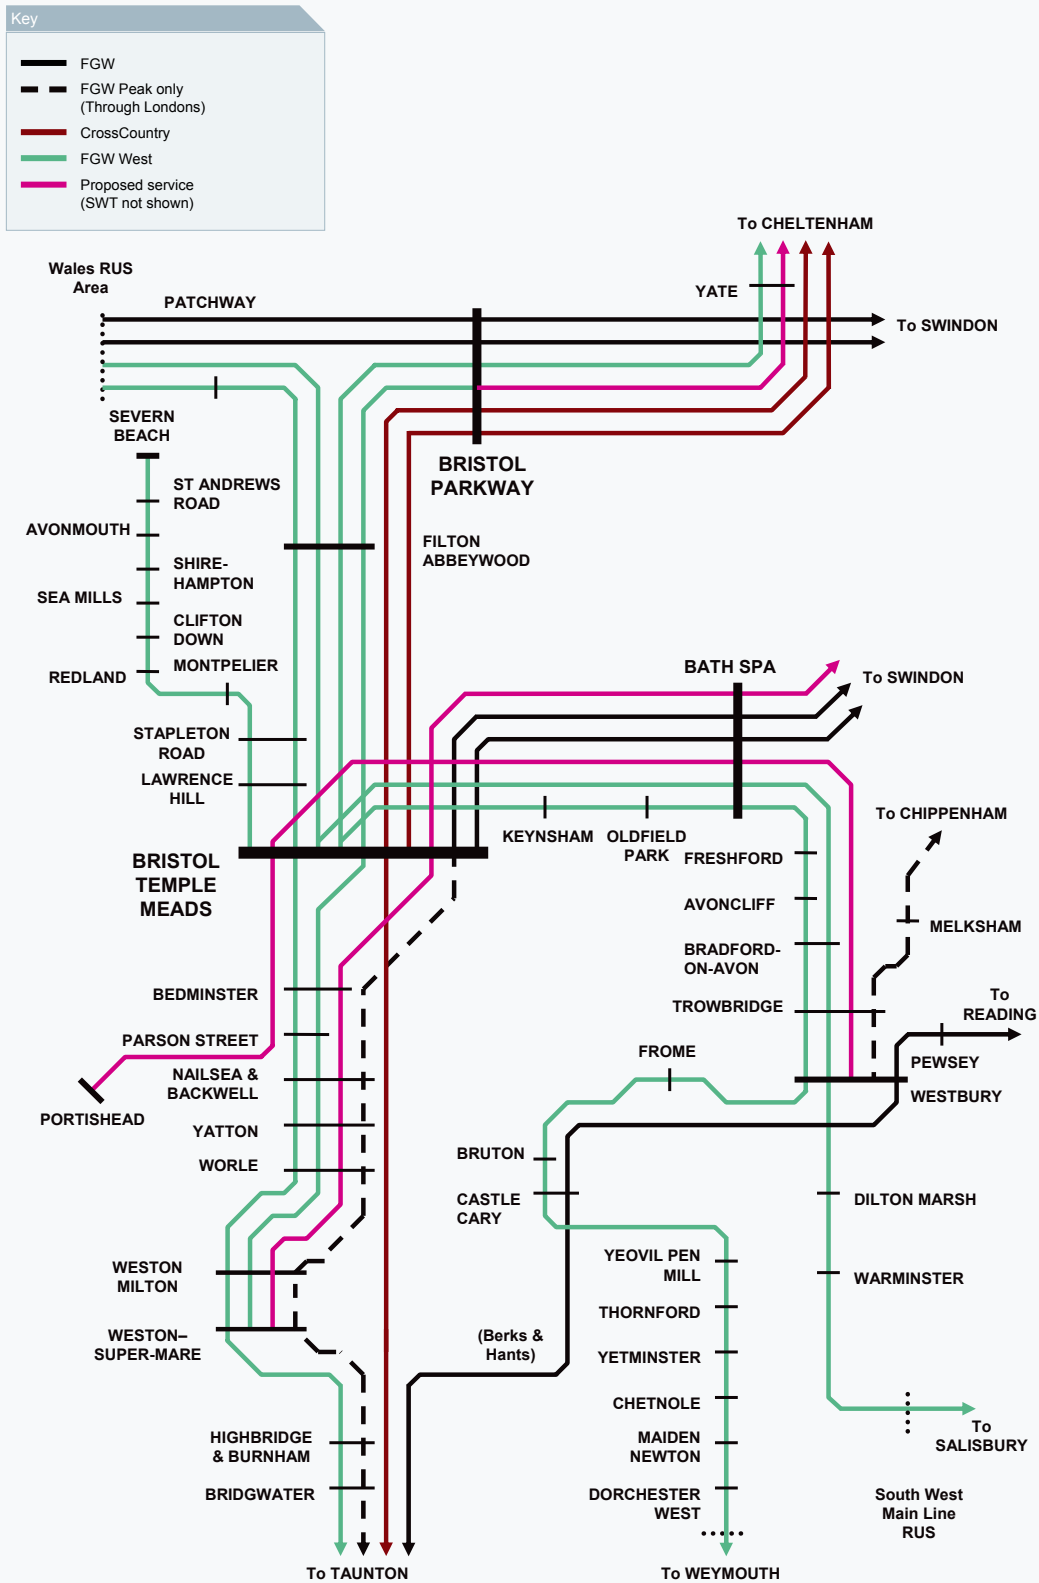 Key
FGW
FGW Peak only
(Through Londons)
CrossCountry
FGW West
Proposed service
(SWT not shown)
To CHELTENHAM
Wales RUS
Area
YATE
PATCHWAY
To SWINDON
SEVERN
BEACH
BRISTOL
PARKWAY
ST ANDREWS
ROAD
AVONMOUTH
FILTON
ABBEYWOOD
SHIRE-
HAMPTON
SEA MILLS
CLIFTON
DOWN
MONTPELIER
REDLAND
BATH SPA
To SWINDON
STAPLETON
ROAD
LAWRENCE
HILL
To CHIPPENHAM
KEYNSHAM
OLDFIELD
PARK
BRISTOL
TEMPLE
MEADS
FRESHFORD
AVONCLIFF
MELKSHAM
BRADFORD-
ON-AVON
BEDMINSTER
TROWBRIDGE
To
READING
PARSON STREET
FROME
PEWSEY
NAILSEA &
BACKWELL
WESTBURY
PORTISHEAD
YATTON
BRUTON
WORLE
CASTLE
CARY
DILTON MARSH
WESTON
MILTON
YEOVIL PEN
MILL
WARMINSTER
THORNFORD
WESTON–
SUPER-MARE
(Berks &
Hants)
YETMINSTER
CHETNOLE
To
SALISBURY
HIGHBRIDGE
& BURNHAM
MAIDEN
NEWTON
BRIDGWATER
DORCHESTER
WEST
South West
Main Line
RUS
To TAUNTON
To WEYMOUTH